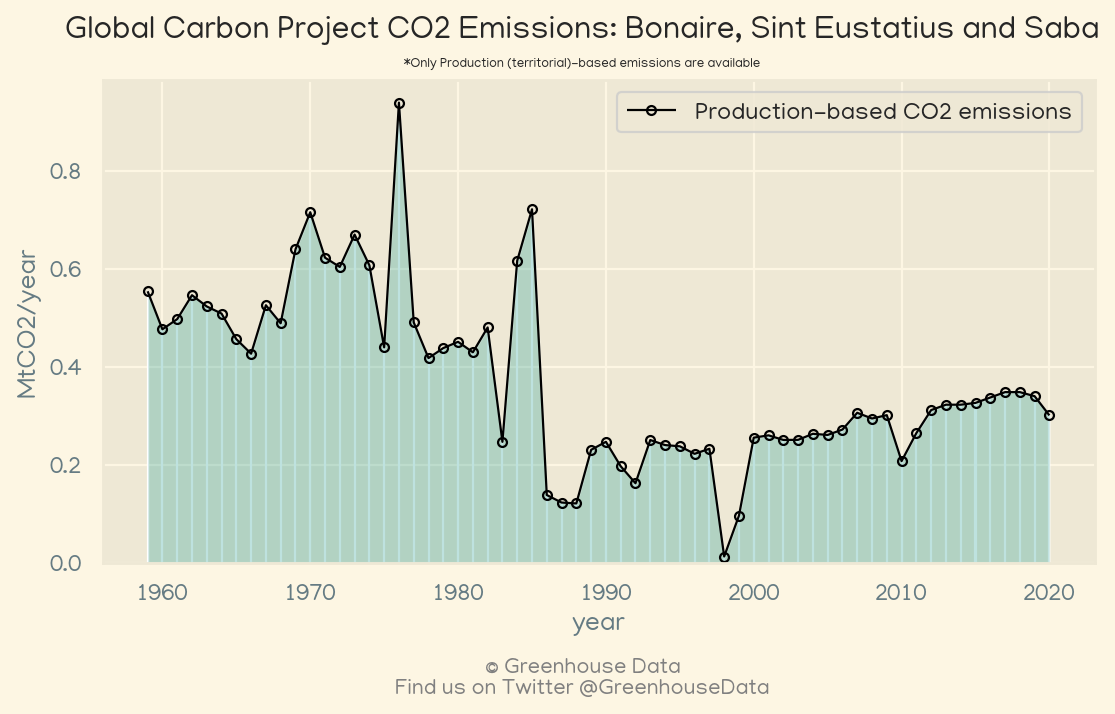 Global Carbon Project CO2 Emissions: Bonaire, Sint Eustatius and Saba
*Only Production (territorial)-based emissions are available
Production-based CO2 emissions
MtCO2/year
0.8
0.6
0.4
0.2
0.0
1960 1970 1980 1990 2000 2010 2020
year
© Greenhouse Data
Find us on Twitter @GreenhouseData